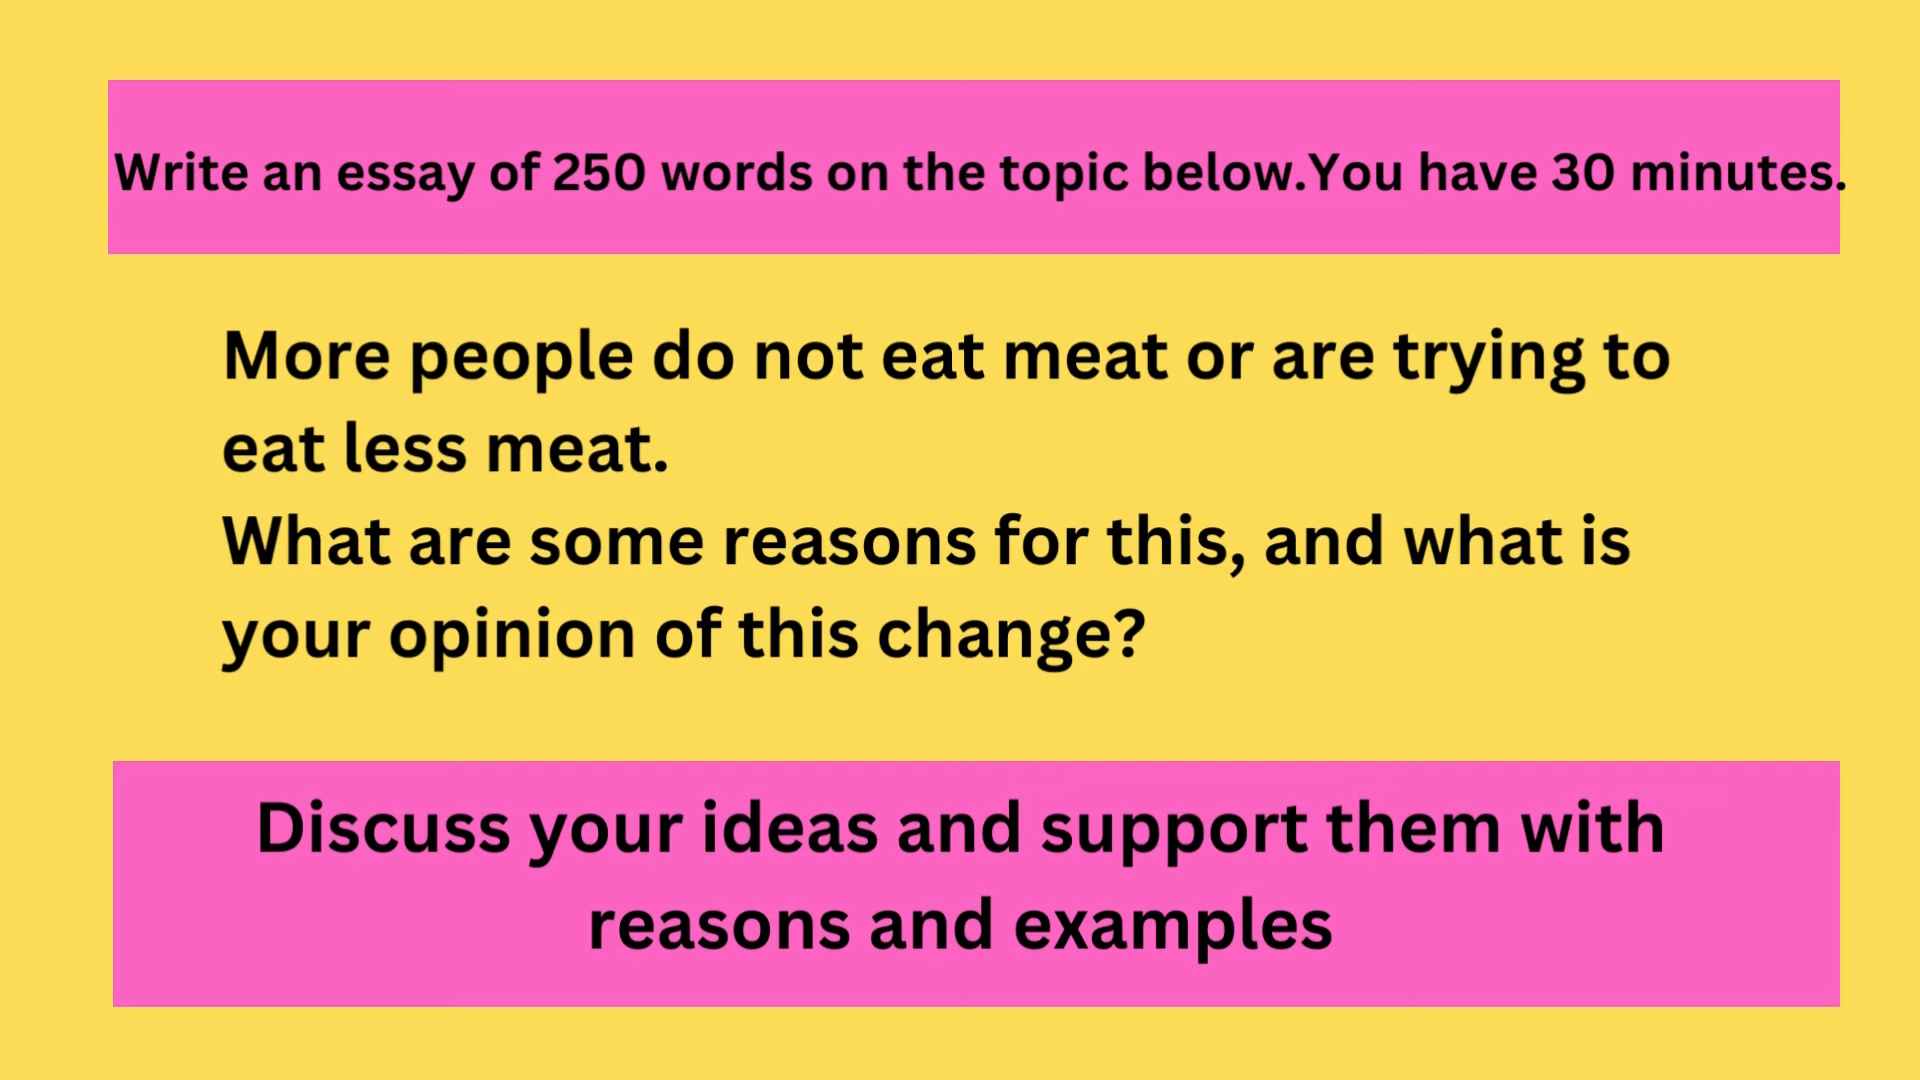 Write an essay of 250 words on the topic below.You have 30 minutes.
More people do not eat meat or are trying to
eat less meat.
What are some reasons for this, and what is
your opinion of this change?
Discuss your ideas and support them with
reasons and examples